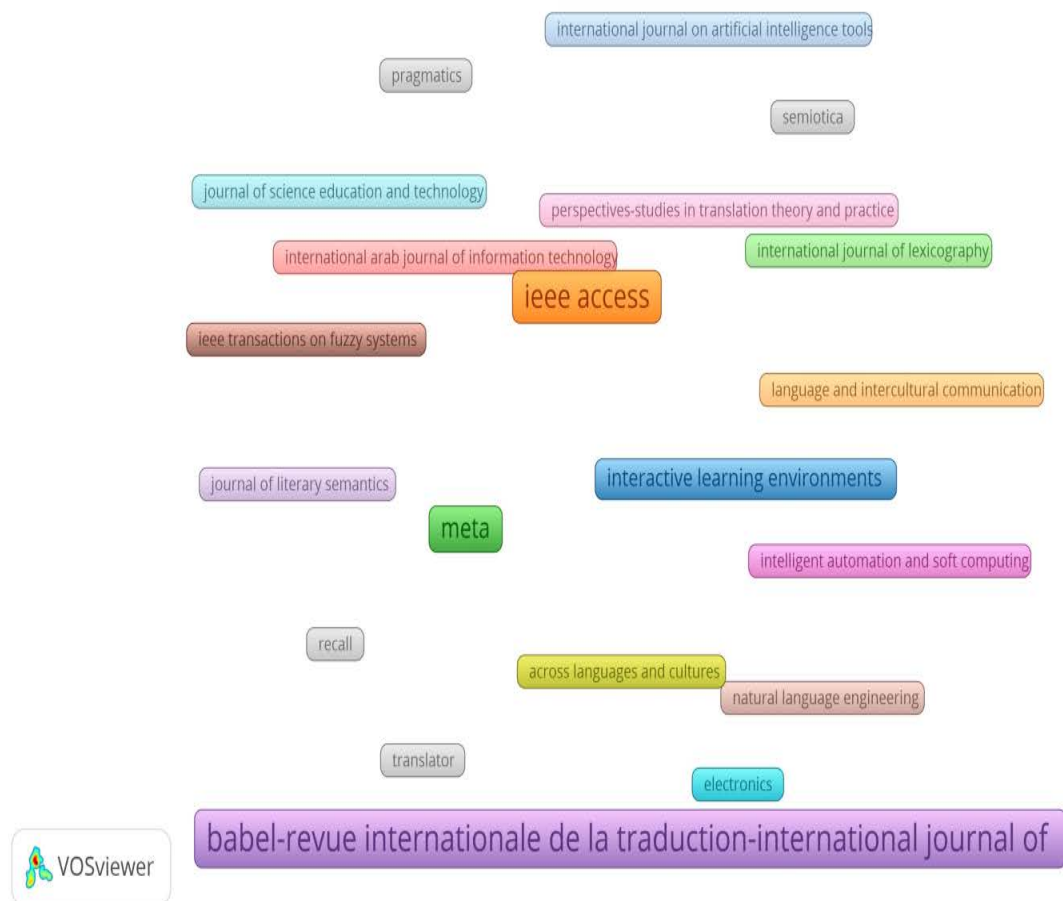 international journal on artificial intelligence tools
pragmatics
semiotica
journal of science education and technology
perspectives-studies in translation theory and practice
international arab journal of information technology
international journal of lexicography
ieee access
ieee transactions on fuzzy systems
language and intercultural communication
interactive learning environments
journal of literary semantics
meta
intelligent automation and soft computing
recall
across languages and cultures
natural language engineering
translator
electronics
babel-revue internationale de la traduction-international journal of
VOSviewer